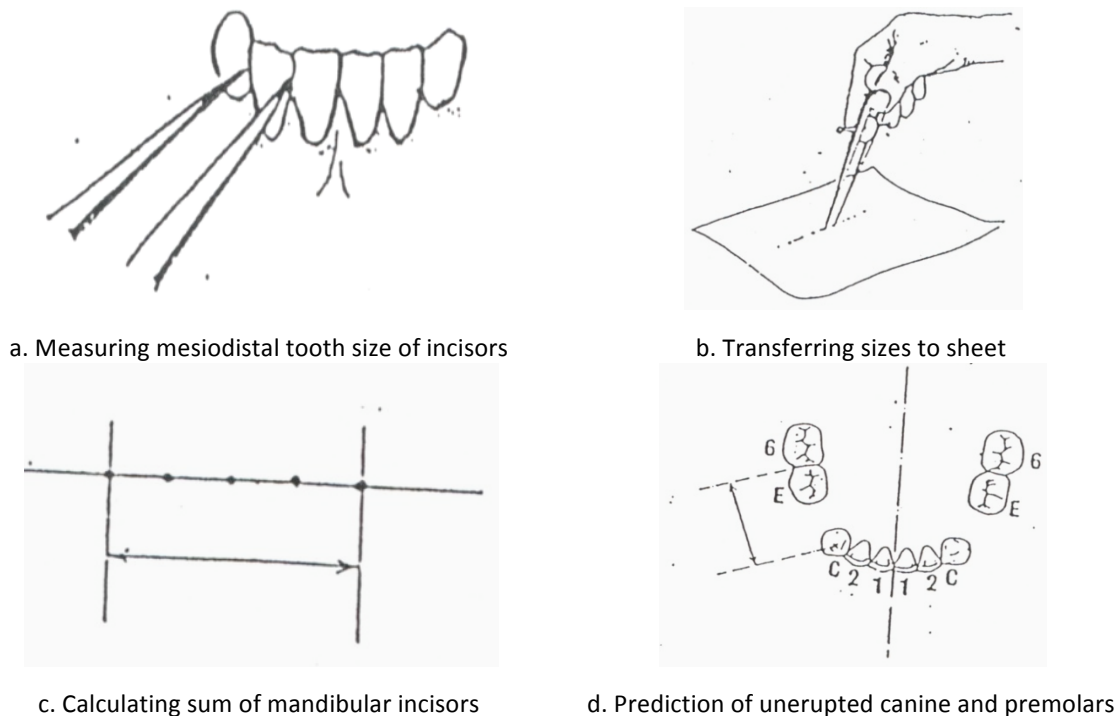 a. Measuring mesiodistal tooth size of incisors
b. Transferring sizes to sheet
6
E
6
E
C 2 1 1 2 C
c. Calculating sum of mandibular incisors
d. Prediction of unerupted canine and premolars